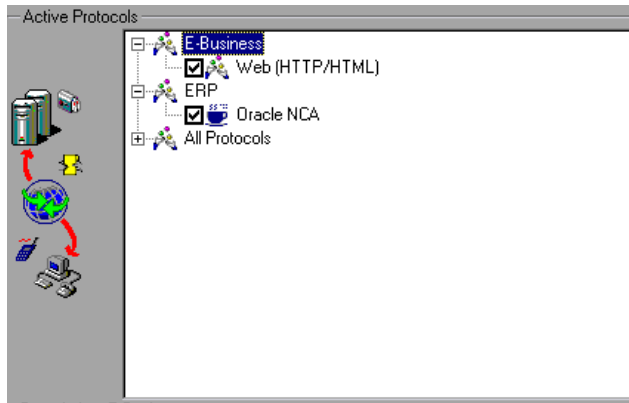 Active Protocols
E-Business
Web (HTTP/HTML)
ERP
Oracle NCA
All Protocols